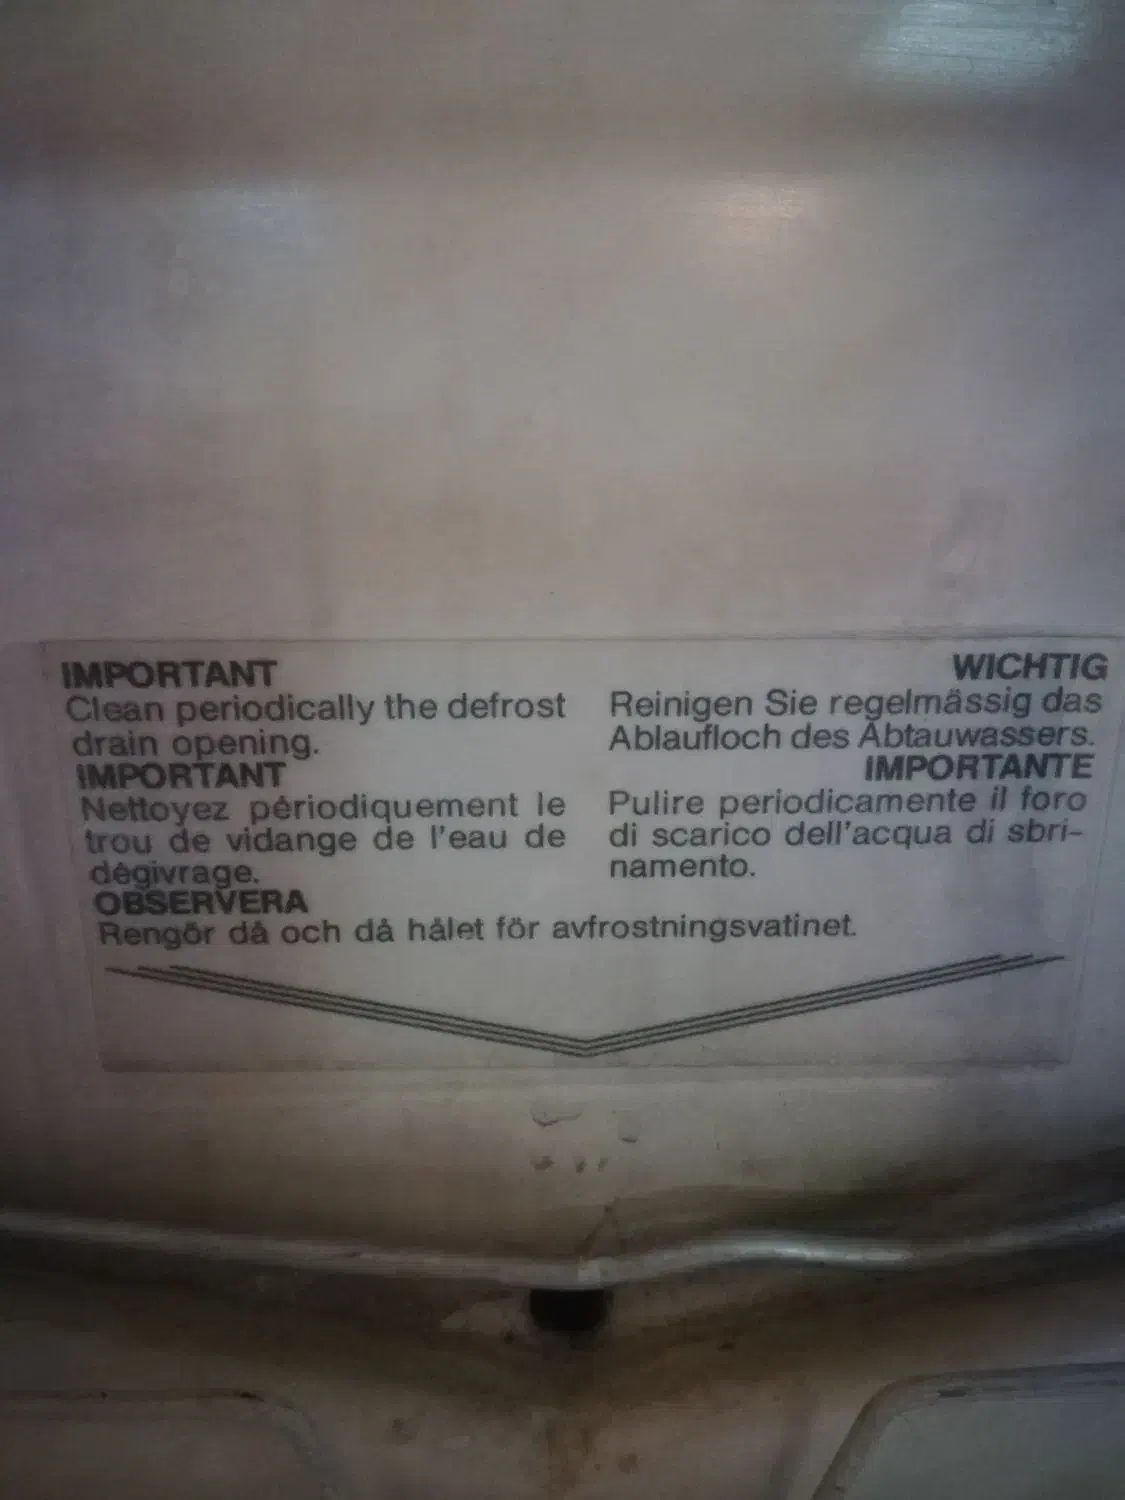 IMPORTANT
Clean periodically the defrost
drain opening.
IMPORTANT
Nettoyez périodiquement le
trou de vidange de l'eau de
dégivrage.
WICHTIG
Reinigen Sie regelmässig das
Ablaufloch des Abtauwassers.
IMPORTANTE
Pulire periodicamente il foro
di scarico dell'acqua di sbri-
namento.
OBSERVERA
Rengör då och då hålet för avfrostningsvatinet.